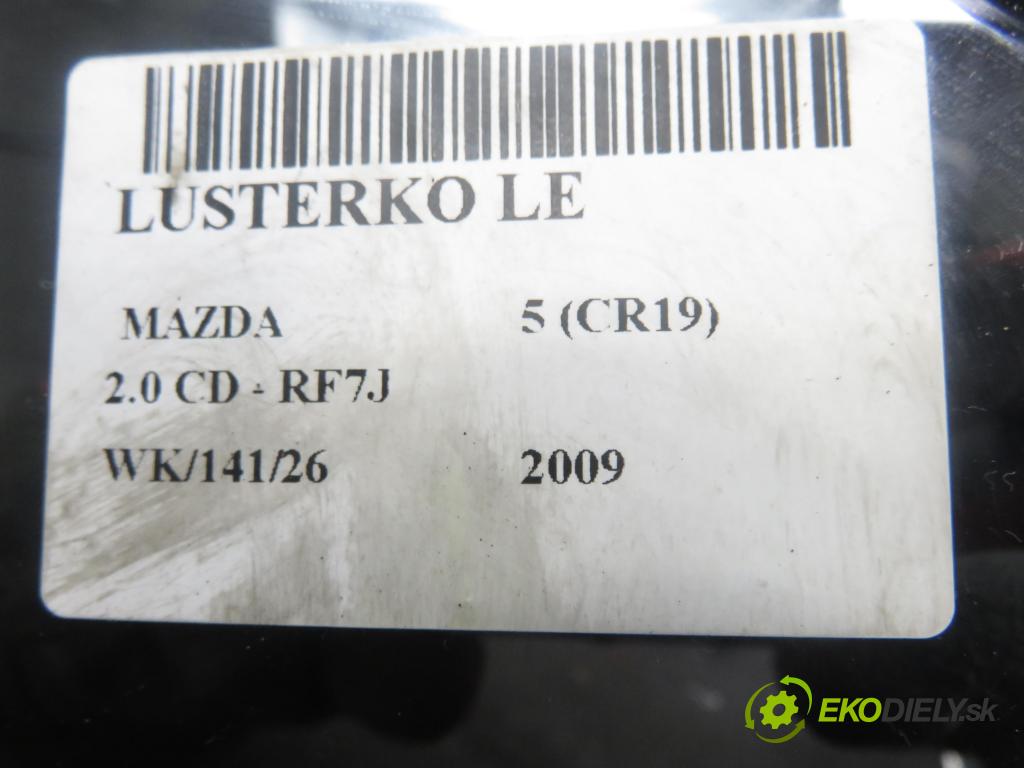 LUSTERKO LE
MAZDA 5 (CR19)
2.0 CD - RF7J
WK/141/26 2009
EKODIELY.sk